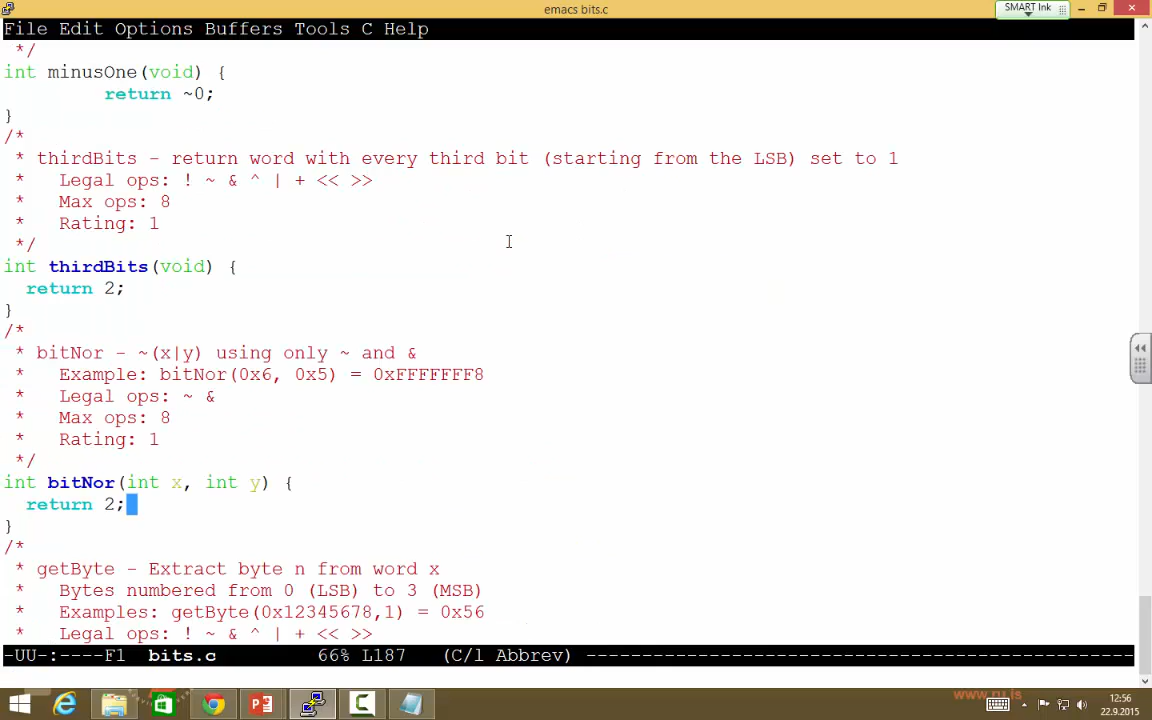 emacs bits.c
SMART Ink
File Edit Options Buffers Tools C Help
 */
int minusOne(void) {
         return ~0;
}
/*
 * thirdBits - return word with every third bit (starting from the LSB) set to 1
 *   Legal ops: ! ~ & ^ | + << >>
 *   Max ops: 8
 *   Rating: 1
 */
int thirdBits(void) {
  return 2;
}
/*
 * bitNor - ~(x|y) using only ~ and &
 *   Example: bitNor(0x6, 0x5) = 0xFFFFFFF8
 *   Legal ops: ~ &
 *   Max ops: 8
 *   Rating: 1
 */
int bitNor(int x, int y) {
  return 2;
}
/*
 * getByte - Extract byte n from word x
 *   Bytes numbered from 0 (LSB) to 3 (MSB)
 *   Examples: getByte(0x12345678,1) = 0x56
 *   Legal ops: ! ~ & ^ | + << >>
-UU-:----F1  bits.c         66% L187   (C/l Abbrev) --------------------------------------------------
www.ru.is
12:56
22.9.2015